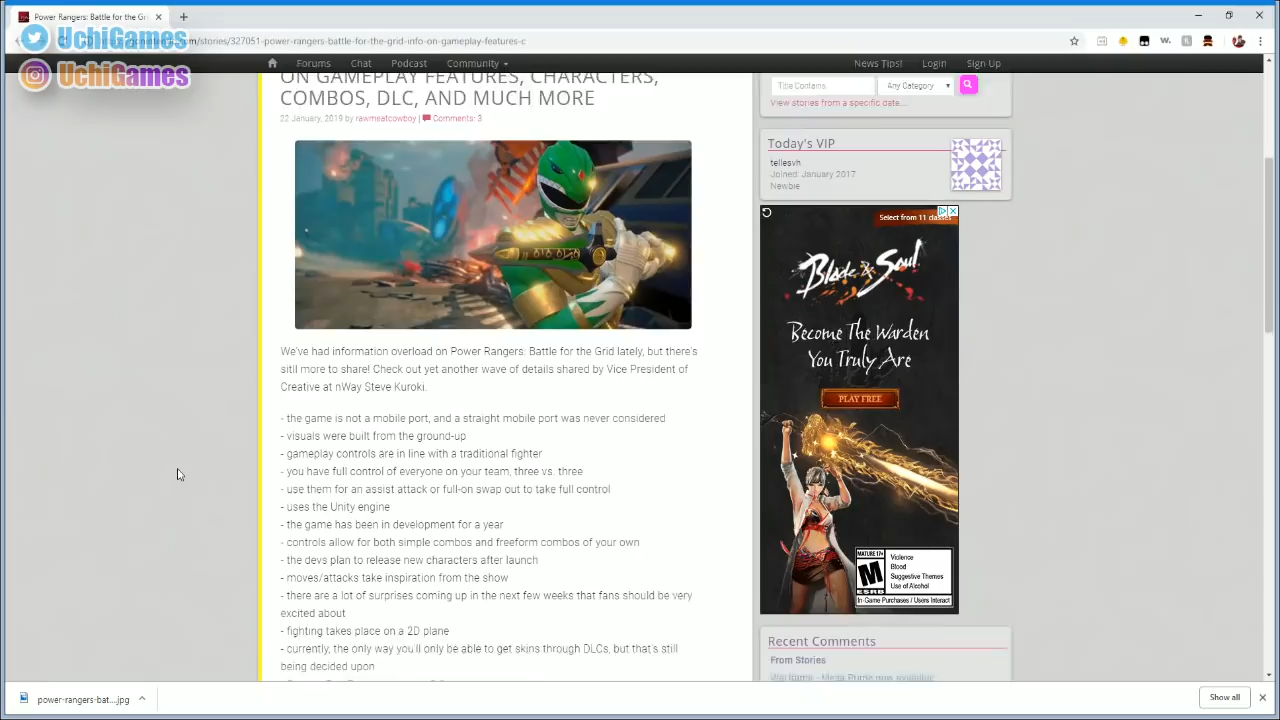 Power Rangers: Battle for the Gri
UchiGames
/stories/327051-power-rangers-battle-for-the-grid-info-on-gameplay-features-c
UchiGames
Forums Chat Podcast Community News Tips! Login Sign Up
ON GAMEPLAY FEATURES, CHARACTERS,
COMBOS, DLC, AND MUCH MORE
22 January, 2019 by rawmeatcowboy | Comments: 3
We've had information overload on Power Rangers: Battle for the Grid lately, but there's
sitll more to share! Check out yet another wave of details shared by Vice President of
Creative at nWay Steve Kuroki.
- the game is not a mobile port, and a straight mobile port was never considered
- visuals were built from the ground-up
- gameplay controls are in line with a traditional fighter
- you have full control of everyone on your team, three vs. three
- use them for an assist attack or full-on swap out to take full control
- uses the Unity engine
- the game has been in development for a year
- controls allow for both simple combos and freeform combos of your own
- the devs plan to release new characters after launch
- moves/attacks take inspiration from the show
- there are a lot of surprises coming up in the next few weeks that fans should be very
excited about
- fighting takes place on a 2D plane
- currently, the only way you'll only be able to get skins through DLCs, but that's still
being decided upon
Title Contains Any Category
View stories from a specific date...
Today's VIP
tellesvh
Joined: January 2017
Newbie
Select from 11 classes
Blade & Soul
Become The Warden
You Truly Are
PLAY FREE
MATURE 17+
M
ESRB
Violence
Blood
Suggestive Themes
Use of Alcohol
In-Game Purchases / Users Interact
Recent Comments
From Stories
power-rangers-bat....jpg
Show all